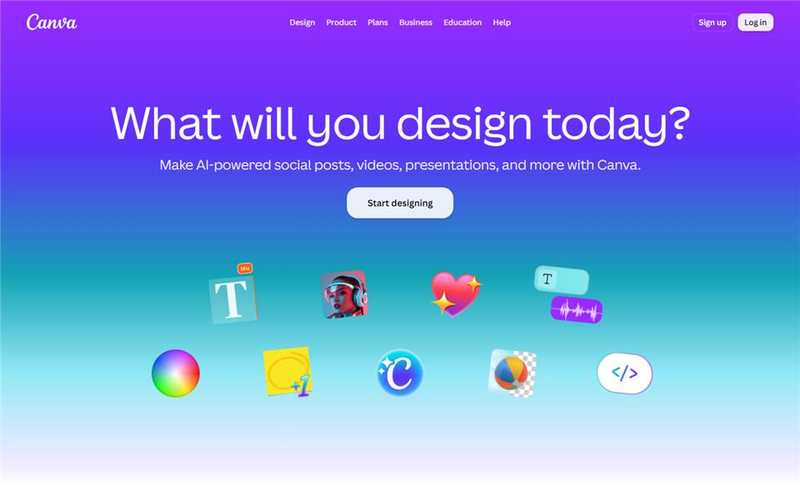 Canva
Design Product Plans Business Education Help
Sign up Log in
What will you design today?
Make AI-powered social posts, videos, presentations, and more with Canva.
Start designing
T
T
+1
C
</>